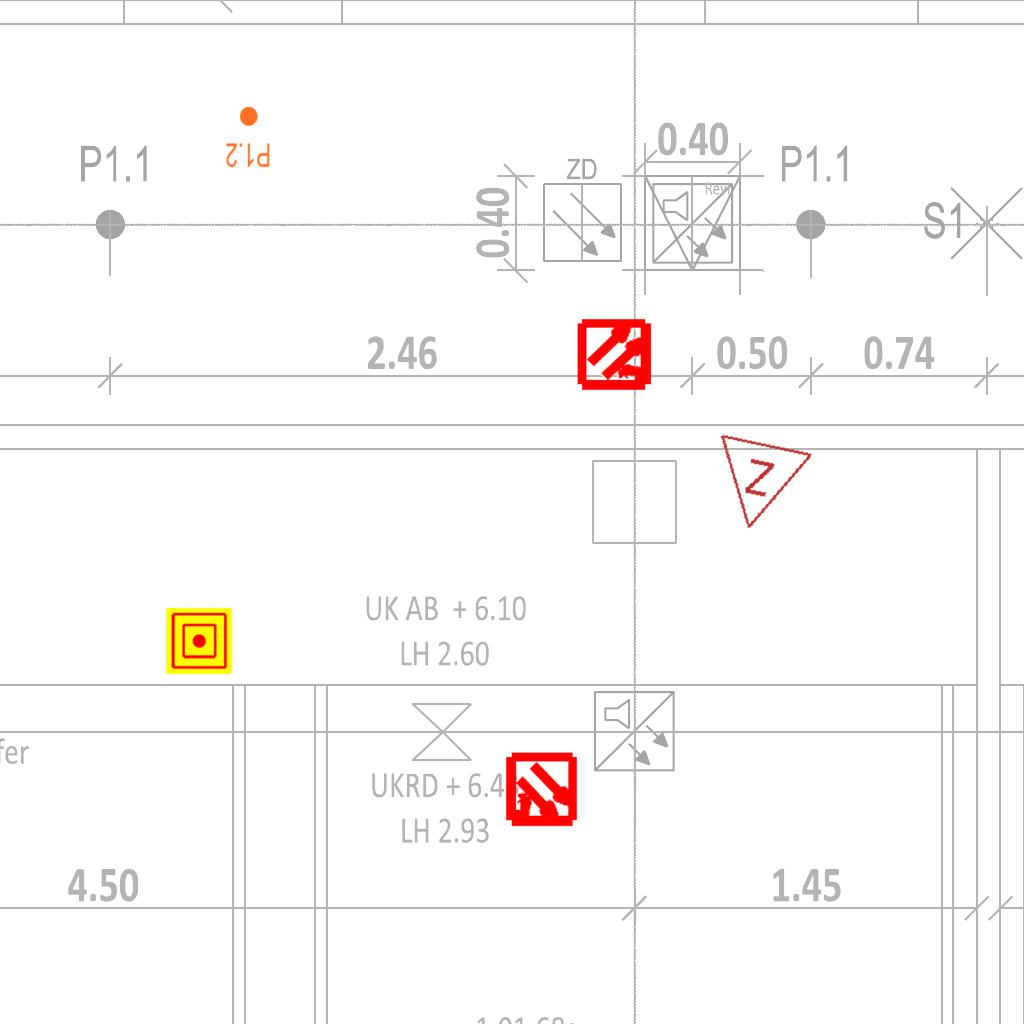 P1.1
P1.2
ZD
0.40
0.40
Rev
P1.1
S1
2.46
0.50
0.74
Z
UK AB + 6.10
LH 2.60
fer
UKRD + 6.4
LH 2.93
4.50
1.45